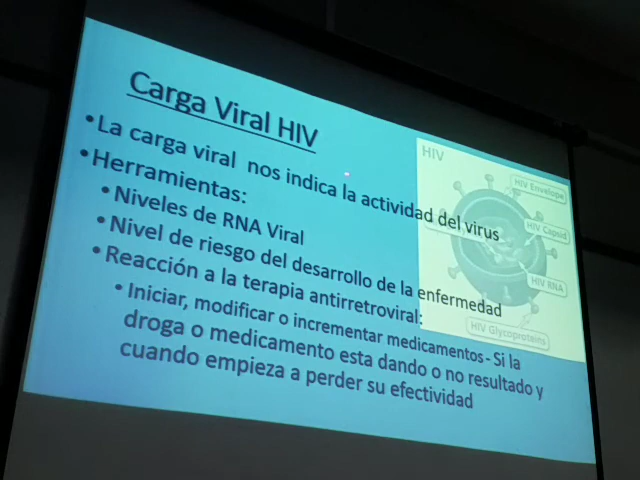 Carga Viral HIV
•La carga viral nos indica la actividad del virus
•Herramientas:
•Niveles de RNA Viral
•Nivel de riesgo del desarrollo de la enfermedad
•Reacción a la terapia antirretroviral:
•Iniciar, modificar o incrementar medicamentos - Si la
droga o medicamento esta dando o no resultado y
cuando empieza a perder su efectividad
HIV
HIV Envelope
HIV Capsid
HIV RNA
HIV Glycoproteins